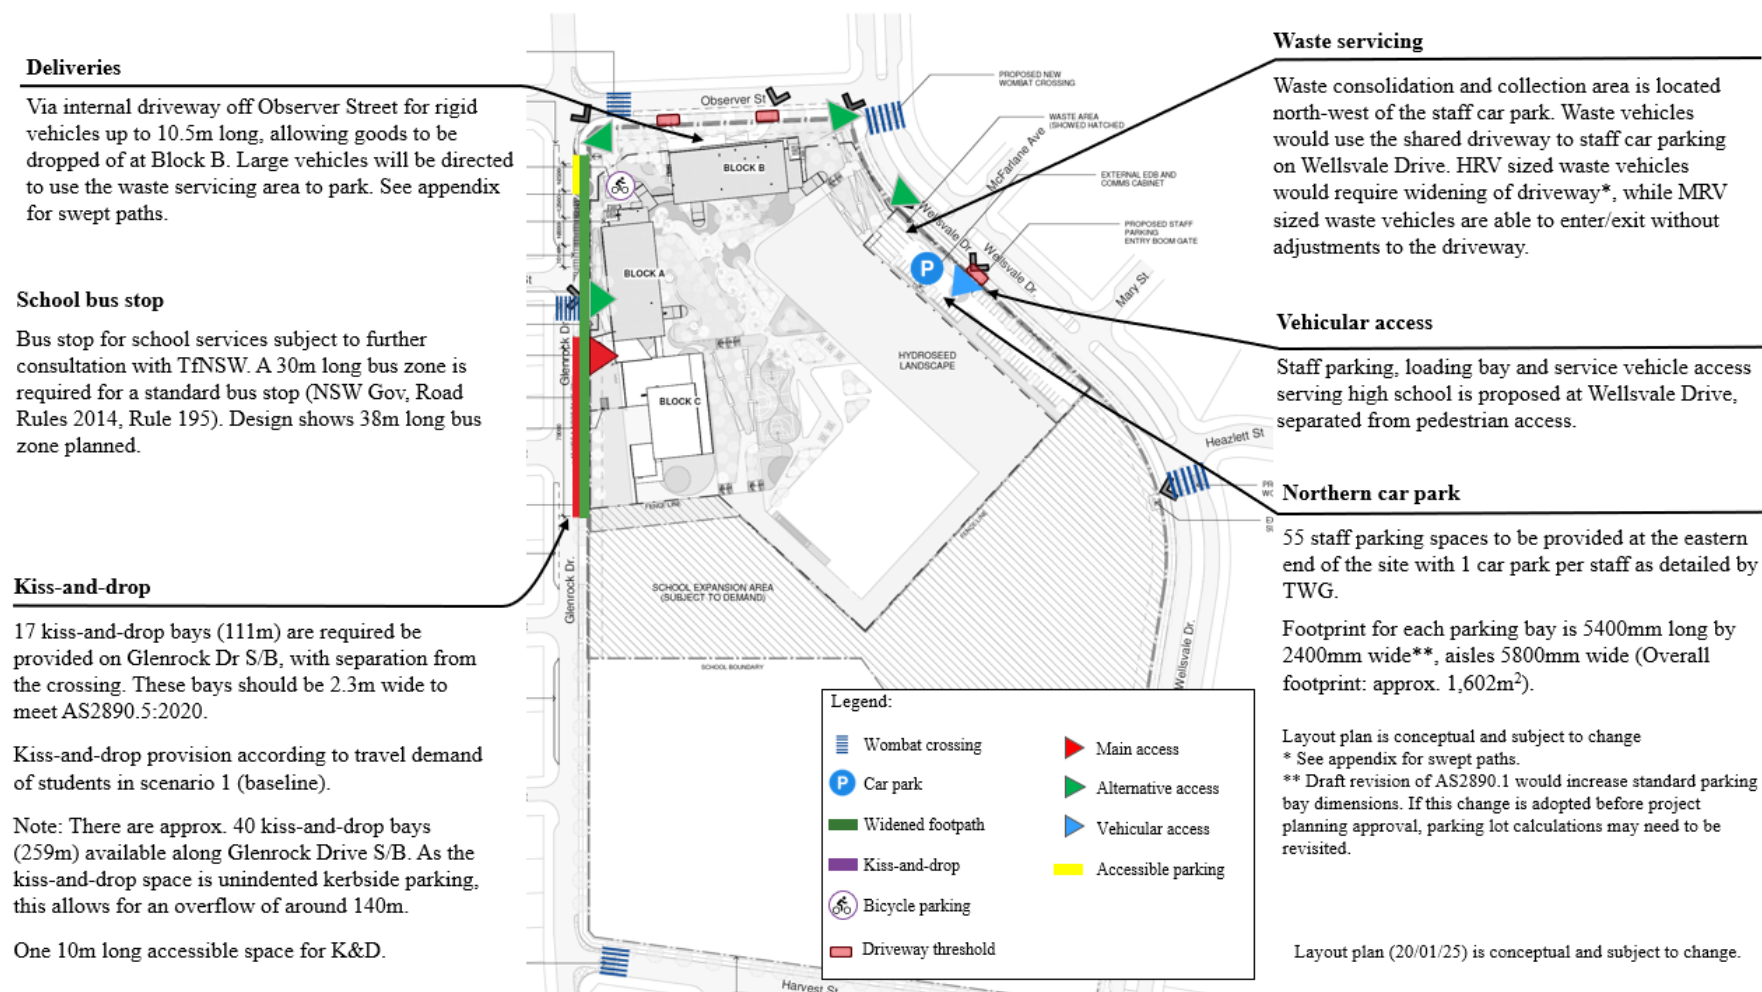 Deliveries
Via internal driveway off Observer Street for rigid
vehicles up to 10.5m long, allowing goods to be
dropped of at Block B. Large vehicles will be directed
to use the waste servicing area to park. See appendix
for swept paths.
School bus stop
Bus stop for school services subject to further
consultation with TfNSW. A 30m long bus zone is
required for a standard bus stop (NSW Gov, Road
Rules 2014, Rule 195). Design shows 38m long bus
zone planned.
Kiss-and-drop
17 kiss-and-drop bays (111m) are required be
provided on Glenrock Dr S/B, with separation from
the crossing. These bays should be 2.3m wide to
meet AS2890.5:2020.
Kiss-and-drop provision according to travel demand
of students in scenario 1 (baseline).
Note: There are approx. 40 kiss-and-drop bays
(259m) available along Glenrock Drive S/B. As the
kiss-and-drop space is unindented kerbside parking,
this allows for an overflow of around 140m.
One 10m long accessible space for K&D.
Observer St
PROPOSED NEW
WOMBAT CROSSING
WASTE AREA
(SHOWED HATCHED
McFarlane Ave
EXTERNAL EDB AND
COMMS CABINET
PROPOSED STAFF
PARKING
ENTRY BOOM GATE
BLOCK B
Wellsvale Dr.
Wellsvale Dr.
P
Mary St.
BLOCK A
Glenrock Dr
HYDROSEED
LANDSCAPE
BLOCK C
Heazlett St
FENCE LINE
FENCE LINE
SCHOOL EXPANSION AREA
(SUBJECT TO DEMAND)
Glenrock Dr.
SCHOOL BOUNDARY
Wellsvale Dr.
Harvest St
Legend:
Wombat crossing
P
Car park
Widened footpath
Kiss-and-drop
Bicycle parking
Driveway threshold
Main access
Alternative access
Vehicular access
Accessible parking
Waste servicing
Waste consolidation and collection area is located
north-west of the staff car park. Waste vehicles
would use the shared driveway to staff car parking
on Wellsvale Drive. HRV sized waste vehicles
would require widening of driveway*, while MRV
sized waste vehicles are able to enter/exit without
adjustments to the driveway.
Vehicular access
Staff parking, loading bay and service vehicle access
serving high school is proposed at Wellsvale Drive,
separated from pedestrian access.
Northern car park
55 staff parking spaces to be provided at the eastern
end of the site with 1 car park per staff as detailed by
TWG.
Footprint for each parking bay is 5400mm long by
2400mm wide**, aisles 5800mm wide (Overall
footprint: approx. 1,602m²).
Layout plan is conceptual and subject to change
* See appendix for swept paths.
** Draft revision of AS2890.1 would increase standard parking
bay dimensions. If this change is adopted before project
planning approval, parking lot calculations may need to be
revisited.
Layout plan (20/01/25) is conceptual and subject to change.